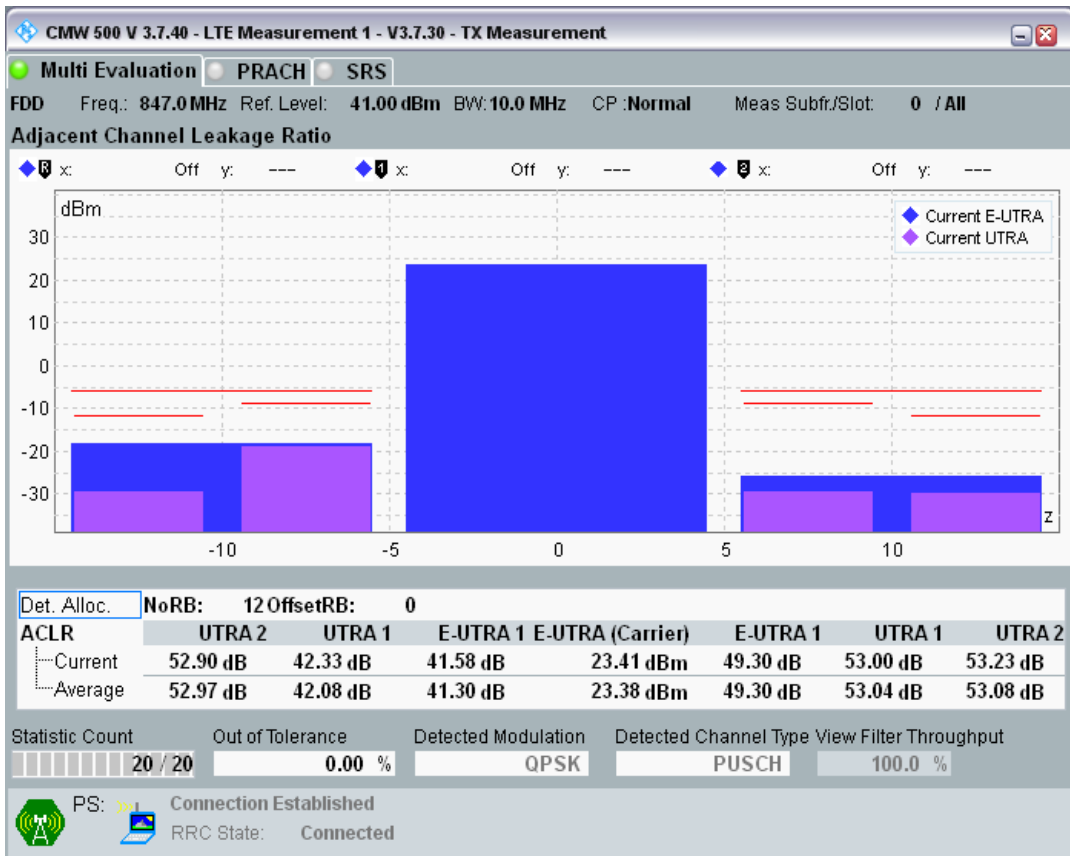 CMW 500 V 3.7.40 - LTE Measurement 1 - V3.7.30 - TX Measurement
Multi Evaluation PRACH SRS
FDD Freq.: 847.0 MHz Ref. Level: 41.00 dBm BW: 10.0 MHz CP :Normal Meas Subfr./Slot: 0 / All
Adjacent Channel Leakage Ratio
R x: Off y: --- 1 x: Off y: --- 2 x: Off y: ---
dBm
Current E-UTRA
Current UTRA
30
20
10
0
-10
-20
-30
z
-10 -5 0 5 10
Det. Alloc. NoRB: 12 OffsetRB: 0
ACLR UTRA 2 UTRA 1 E-UTRA 1 E-UTRA (Carrier) E-UTRA 1 UTRA 1 UTRA 2
Current 52.90 dB 42.33 dB 41.58 dB 23.41 dBm 49.30 dB 53.00 dB 53.23 dB
Average 52.97 dB 42.08 dB 41.30 dB 23.38 dBm 49.30 dB 53.04 dB 53.08 dB
Statistic Count Out of Tolerance Detected Modulation Detected Channel Type View Filter Throughput
20 / 20 0.00 % QPSK PUSCH 100.0 %
PS: Connection Established
RRC State: Connected